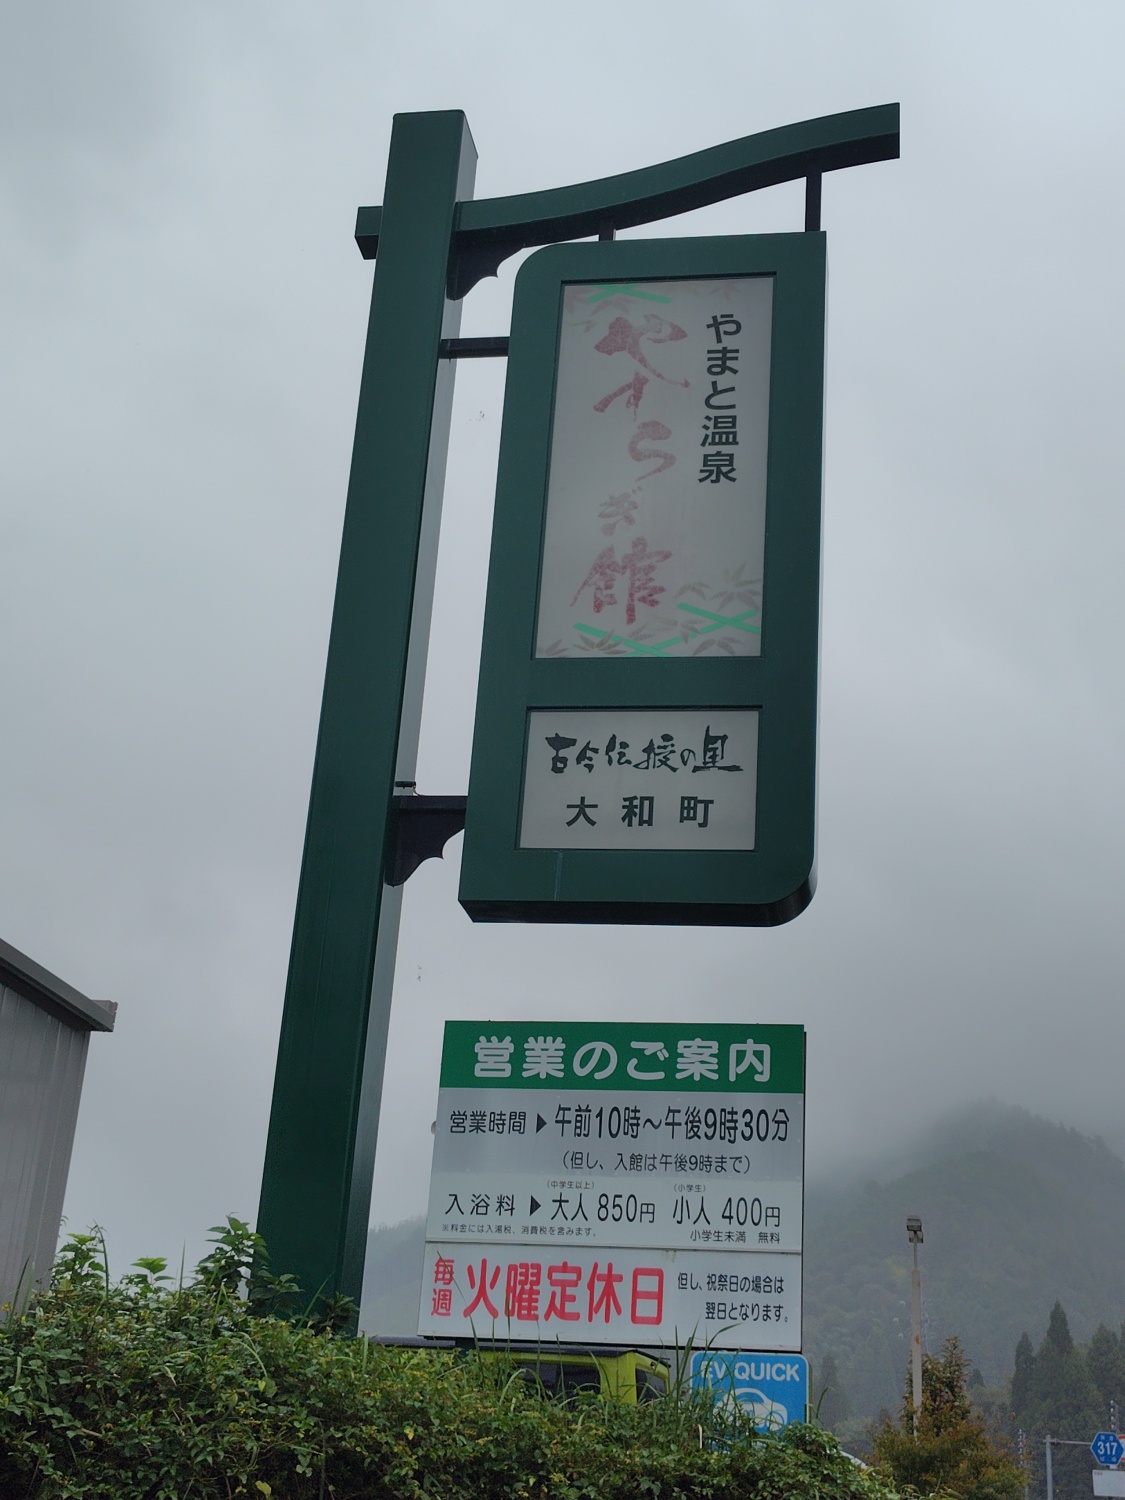 やまと温泉
やすらぎ館
古今伝授の里
大和町
営業のご案内
営業時間▶午前10時～午後9時30分
（但し、入館は午後9時まで）
（中学生以上）　（小学生）
入浴料▶大人850円　小人400円
※料金には入湯税、消費税を含みます。　小学生未満　無料
毎週 火曜定休日
但し、祝祭日の場合は
翌日となります。
EV QUICK
317